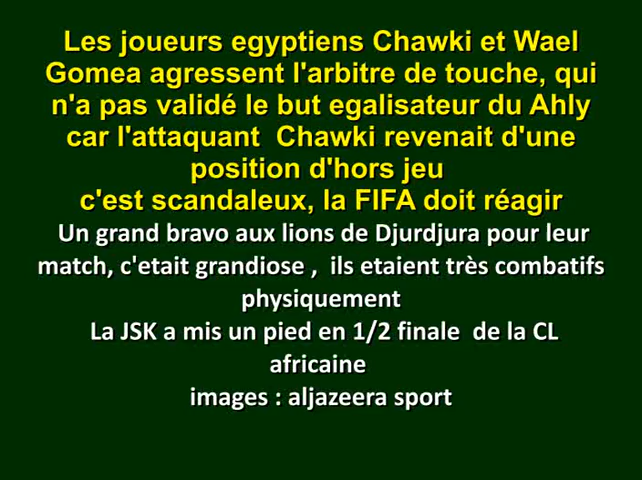 Les joueurs egyptiens Chawki et Wael
Gomea agressent l'arbitre de touche, qui
n'a pas validé le but egalisateur du Ahly
car l'attaquant Chawki revenait d'une
position d'hors jeu
c'est scandaleux, la FIFA doit réagir
Un grand bravo aux lions de Djurdjura pour leur
match, c'etait grandiose , ils etaient très combatifs
physiquement
La JSK a mis un pied en 1/2 finale de la CL
africaine
images : aljazeera sport